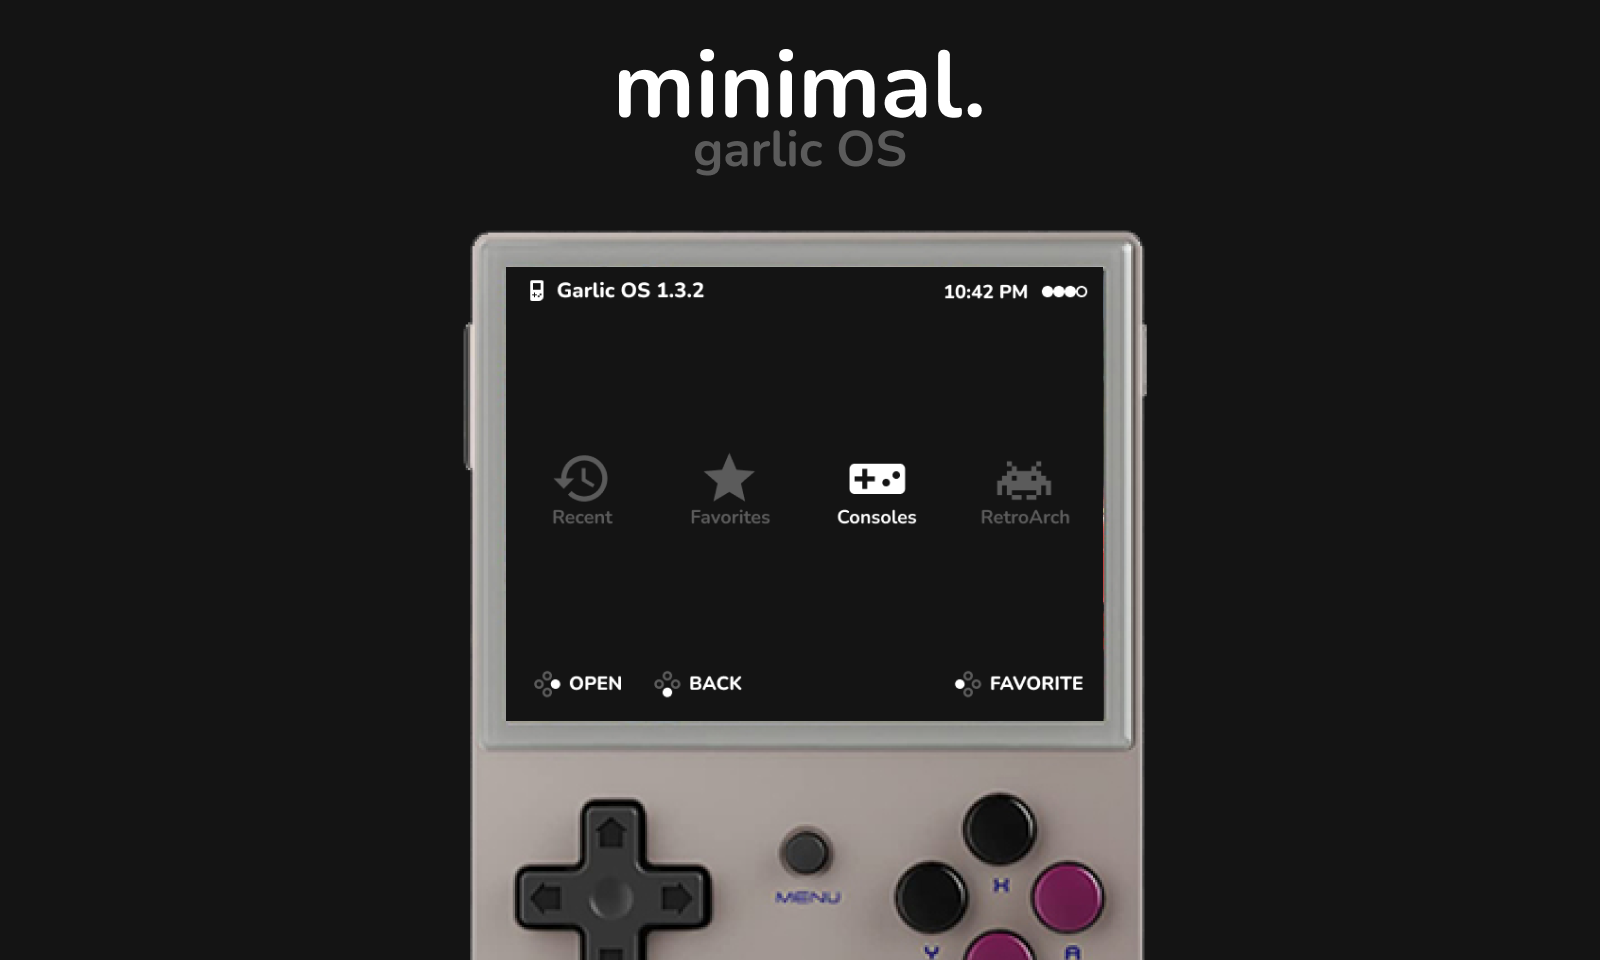 minimal.
garlic OS
Garlic OS 1.3.2
10:42 PM
Recent
Favorites
Consoles
RetroArch
OPEN
BACK
FAVORITE
MENU
X
Y
A